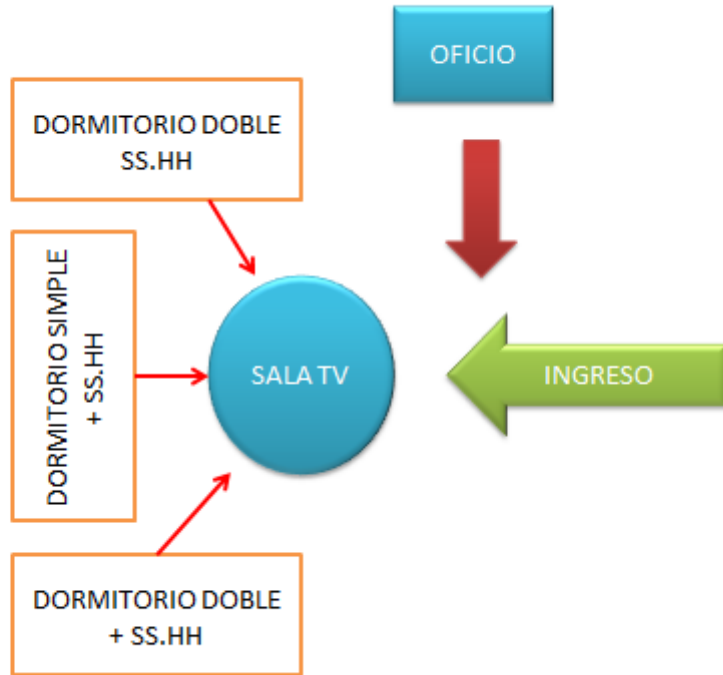 OFICIO
DORMITORIO DOBLE
SS.HH
DORMITORIO SIMPLE
+ SS.HH
SALA TV
INGRESO
DORMITORIO DOBLE
+ SS.HH